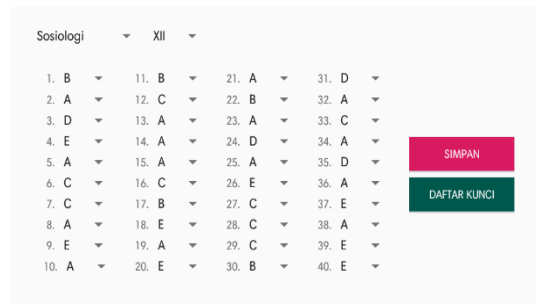 Sosiologi XII
1. B 11. B 21. A 31. D
2. A 12. C 22. B 32. A
3. D 13. A 23. A 33. C
4. E 14. A 24. D 34. A
5. A 15. A 25. A 35. D
6. C 16. C 26. E 36. A
7. C 17. B 27. C 37. E
8. A 18. E 28. C 38. A
9. E 19. A 29. C 39. E
10. A 20. E 30. B 40. E
SIMPAN
DAFTAR KUNCI